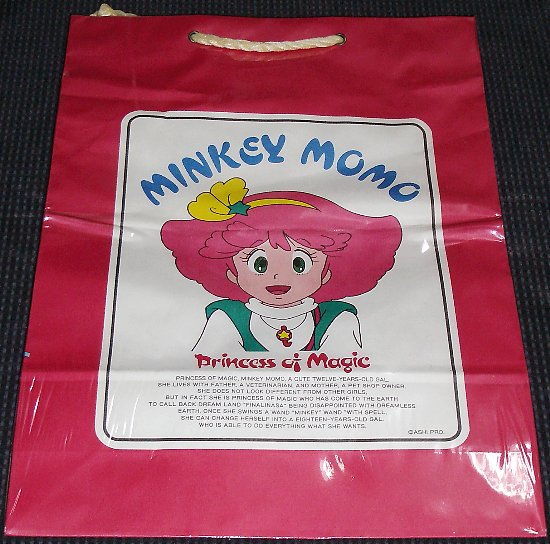 MINKEY MOMO
Princess of Magic
PRINCESS OF MAGIC, MINKEY MOMO, A CUTE TWELVE-YEARS-OLD GAL.
SHE LIVES WITH FATHER, A VETERINARIAN, AND MOTHER, A PET SHOP OWNER.
SHE DOES NOT LOOK DIFFERENT FROM OTHER GIRLS,
BUT IN FACT SHE IS PRINCESS OF MAGIC WHO HAS COME TO THE EARTH
TO CALL BACK DREAM LAND "FINALINASA" BEING DISAPPOINTED WITH DREAMLESS
EARTH, ONCE SHE SWINGS A WAND "MINKEY" WAND "WITH SPELL,
SHE CAN CHANGE HERSELF INTO A EIGHTEEN-YEARS-OLD GAL.
WHO IS ABLE TO DO EVERYTHING WHAT SHE WANTS.
©ASHI PRO.